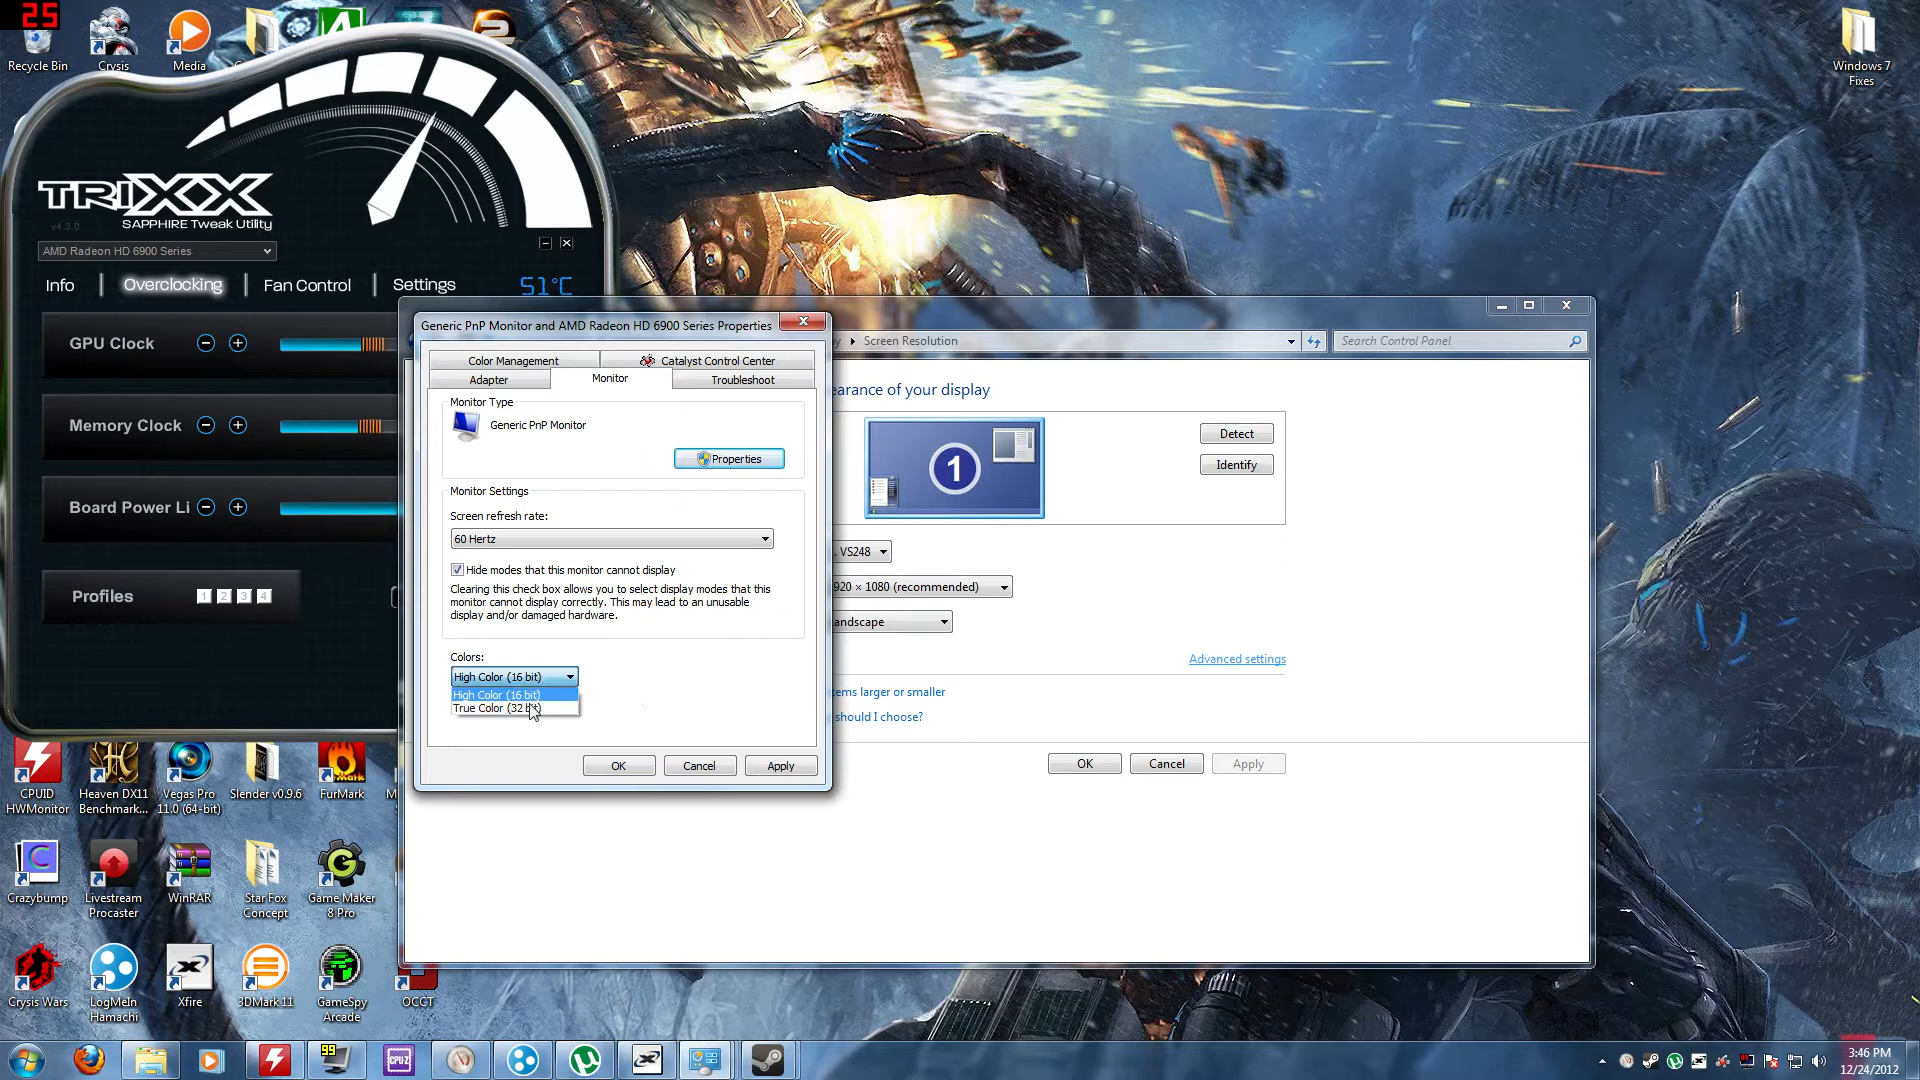 25
Recycle Bin
Crysis
Media
Windows 7
Fixes
TRIXX
SAPPHIRE Tweak Utility
v4.3.0
AMD Radeon HD 6900 Series
Info
Overclocking
Fan Control
Settings
51°C
GPU Clock
Memory Clock
Board Power Li
Profiles
1
2
3
4
Generic PnP Monitor and AMD Radeon HD 6900 Series Properties
Color Management
Catalyst Control Center
Adapter
Monitor
Troubleshoot
Monitor Type
Generic PnP Monitor
Properties
Monitor Settings
Screen refresh rate:
60 Hertz
Hide modes that this monitor cannot display
Clearing this check box allows you to select display modes that this
monitor cannot display correctly. This may lead to an unusable
display and/or damaged hardware.
Colors:
High Color (16 bit)
High Color (16 bit)
True Color (32 bit)
OK
Cancel
Apply
Screen Resolution
Search Control Panel
earance of your display
1
Detect
Identify
. VS248
920 × 1080 (recommended)
andscape
Advanced settings
ems larger or smaller
should I choose?
OK
Cancel
Apply
CPUID
HWMonitor
Heaven DX11
Benchmark...
Vegas Pro
11.0 (64-bit)
Slender v0.9.6
FurMark
Crazybump
Livestream
Procaster
WinRAR
Star Fox
Concept
Game Maker
8 Pro
Crysis Wars
LogMeIn
Hamachi
Xfire
3DMark 11
GameSpy
Arcade
OCCT
99
CPU-Z
3:46 PM
12/24/2012